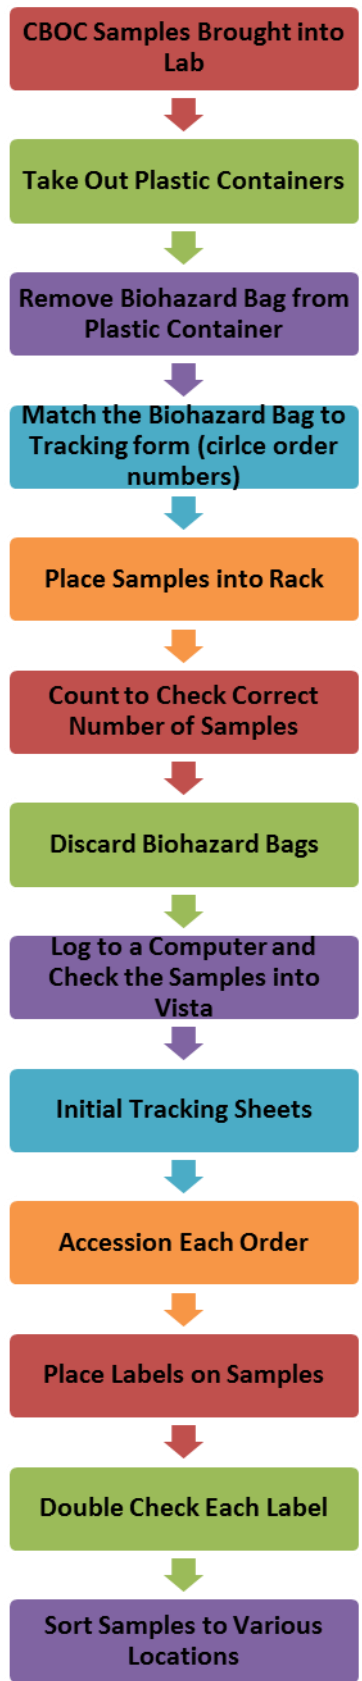 CBOC Samples Brought into
Lab
Take Out Plastic Containers
Remove Biohazard Bag from
Plastic Container
Match the Biohazard Bag to
Tracking form (cirlce order
numbers)
Place Samples into Rack
Count to Check Correct
Number of Samples
Discard Biohazard Bags
Log to a Computer and
Check the Samples into
Vista
Initial Tracking Sheets
Accession Each Order
Place Labels on Samples
Double Check Each Label
Sort Samples to Various
Locations